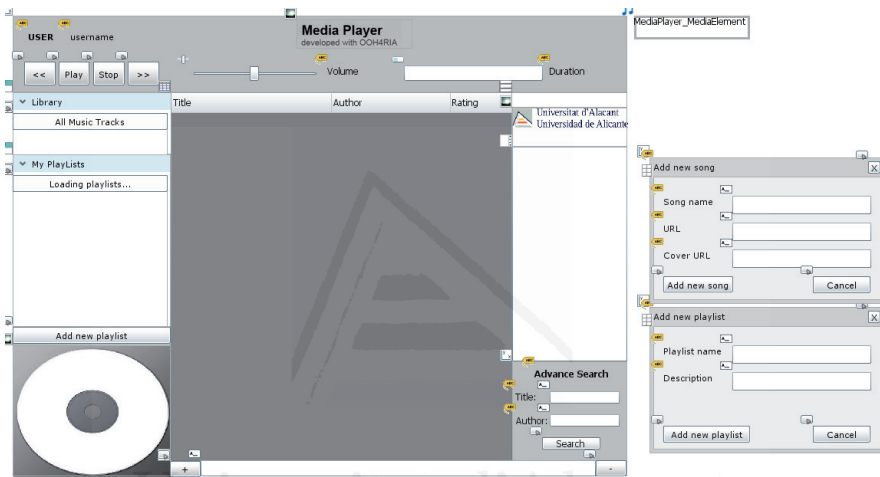 Media Player
developed with OOH4RIA
USER username
<< Play Stop >>
Volume
Duration
Library
All Music Tracks
My PlayLists
Loading playlists...
Add new playlist
Title Author Rating
+
-
Universitat d'Alacant
Universidad de Alicante
Advance Search
Title:
Author:
Search
MediaPlayer_MediaElement
Add new song X
Song name
URL
Cover URL
Add new song Cancel
Add new playlist X
Playlist name
Description
Add new playlist Cancel